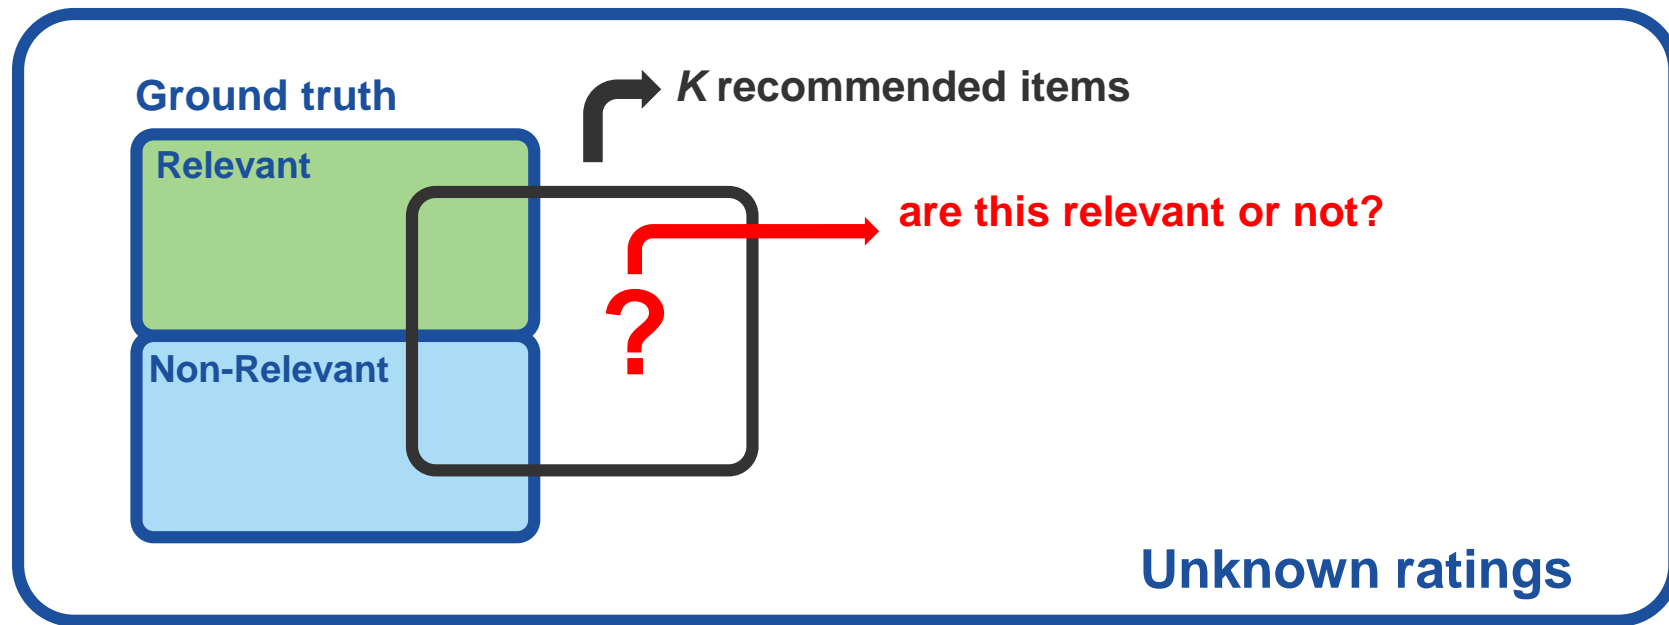 Ground truth
K recommended items
Relevant
are this relevant or not?
?
Non-Relevant
Unknown ratings